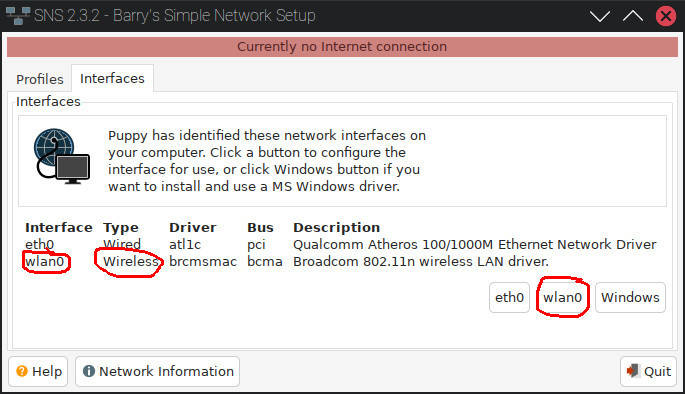 SNS 2.3.2 - Barry's Simple Network Setup
Currently no Internet connection
Profiles Interfaces
Interfaces
Puppy has identified these network interfaces on
your computer. Click a button to configure the
interface for use, or click Windows button if you
want to install and use a MS Windows driver.
Interface Type Driver Bus Description
eth0 Wired atl1c pci Qualcomm Atheros 100/1000M Ethernet Network Driver
wlan0 Wireless brcmsmac bcma Broadcom 802.11n wireless LAN driver.
eth0 wlan0 Windows
Help Network Information Quit